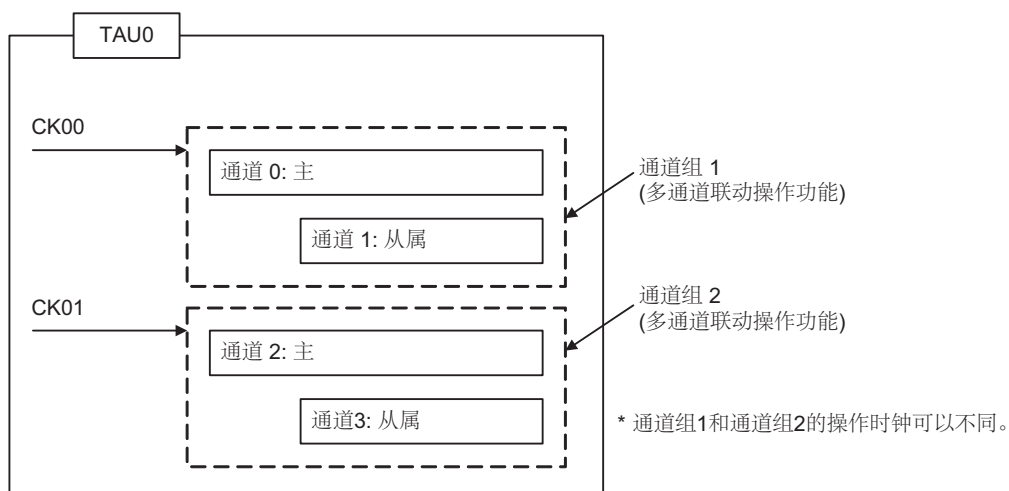 TAU0
CK00
通道 0: 主
通道 1: 从属
通道组 1
(多通道联动操作功能)
CK01
通道 2: 主
通道3: 从属
通道组 2
(多通道联动操作功能)
* 通道组1和通道组2的操作时钟可以不同。